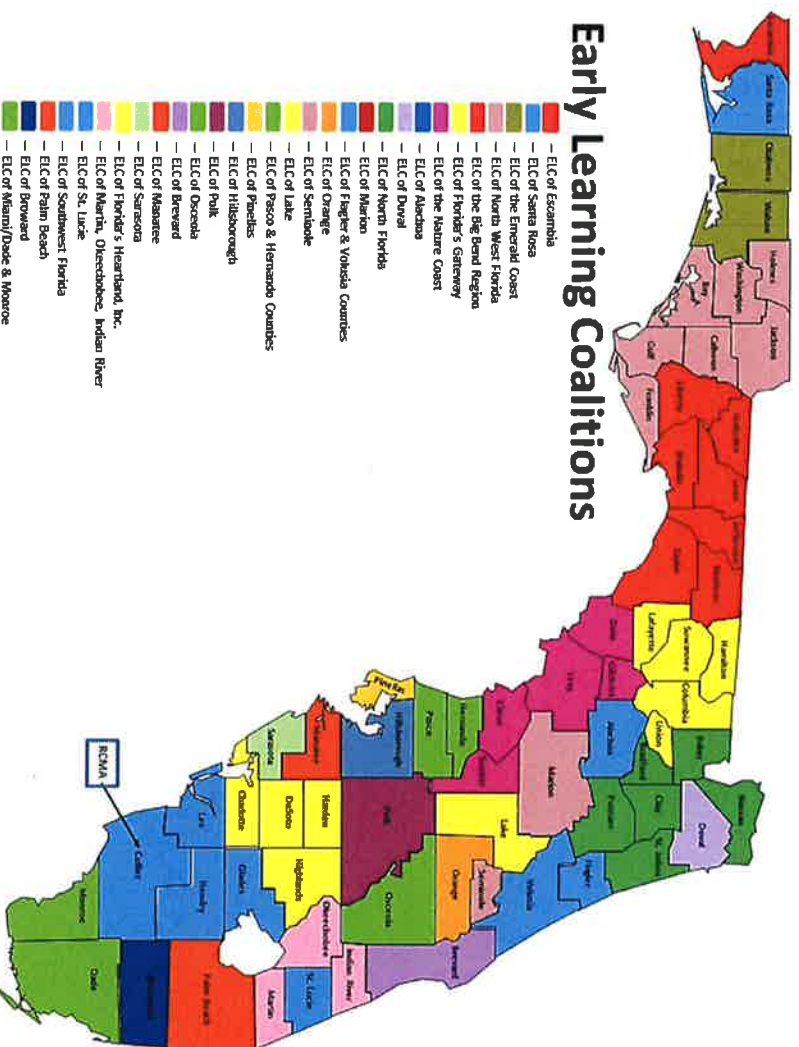 Early Learning Coalitions
– ELC of Escambia
– ELC of Santa Rosa
– ELC of the Emerald Coast
– ELC of North West Florida
– ELC of the Big Bend Region
– ELC of Florida's Gateway
– ELC of the Nature Coast
– ELC of Alachua
– ELC of Duval
– ELC of North Florida
– ELC of Marion
– ELC of Flagler & Volusia Counties
– ELC of Orange
– ELC of Seminole
– ELC of Lake
– ELC of Pasco & Hernando Counties
– ELC of Pinellas
– ELC of Hillsborough
– ELC of Polk
– ELC of Osceola
– ELC of Brevard
– ELC of Manatee
– ELC of Sarasota
– ELC of Florida's Heartland, Inc.
– ELC of St. Lucie
– ELC of Martin, Okeechobee, Indian River
– ELC of Southwest Florida
– ELC of Palm Beach
– ELC of Broward
– ELC of Miami/Dade & Monroe
Santa Rosa
Okaloosa
Walton
Holmes
Washington
Bay
Jackson
Calhoun
Gulf
Franklin
Liberty
Madison
Taylor
Hamilton
Suwannee
Lafayette
Columbia
Dixie
Gilchrist
Levy
Union
Baker
Nassau
Duval
Clay
Putnam
Alachua
Marion
Flagler
Volusia
Citrus
Hernando
Pasco
Pinellas
Hillsborough
Polk
Lake
Orange
Seminole
Osceola
Brevard
Manatee
Sarasota
Hardee
DeSoto
Highlands
Charlotte
Glades
Okeechobee
Indian River
St. Lucie
Martin
Lee
Hendry
Collier
Palm Beach
Monroe
Dade
RCMA